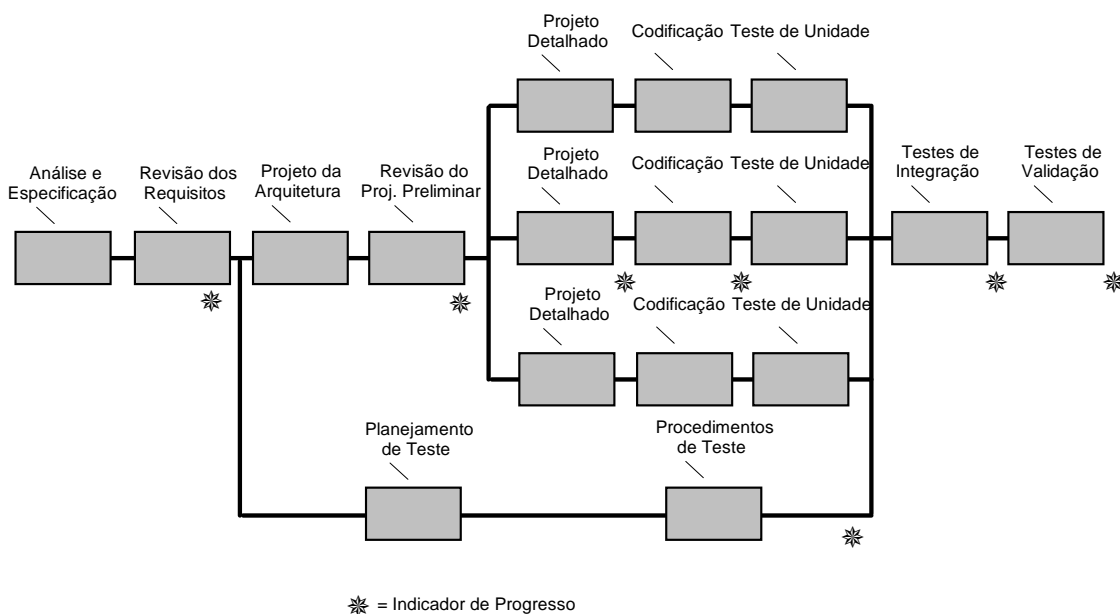 Projeto
Detalhado
Codificação
Teste de Unidade
Análise e
Especificação
Revisão dos
Requisitos
Projeto da
Arquitetura
Revisão do
Proj. Preliminar
Projeto
Detalhado
Codificação
Teste de Unidade
Testes de
Integração
Testes de
Validação
Projeto
Detalhado
Codificação
Teste de Unidade
Planejamento
de Teste
Procedimentos
de Teste
= Indicador de Progresso